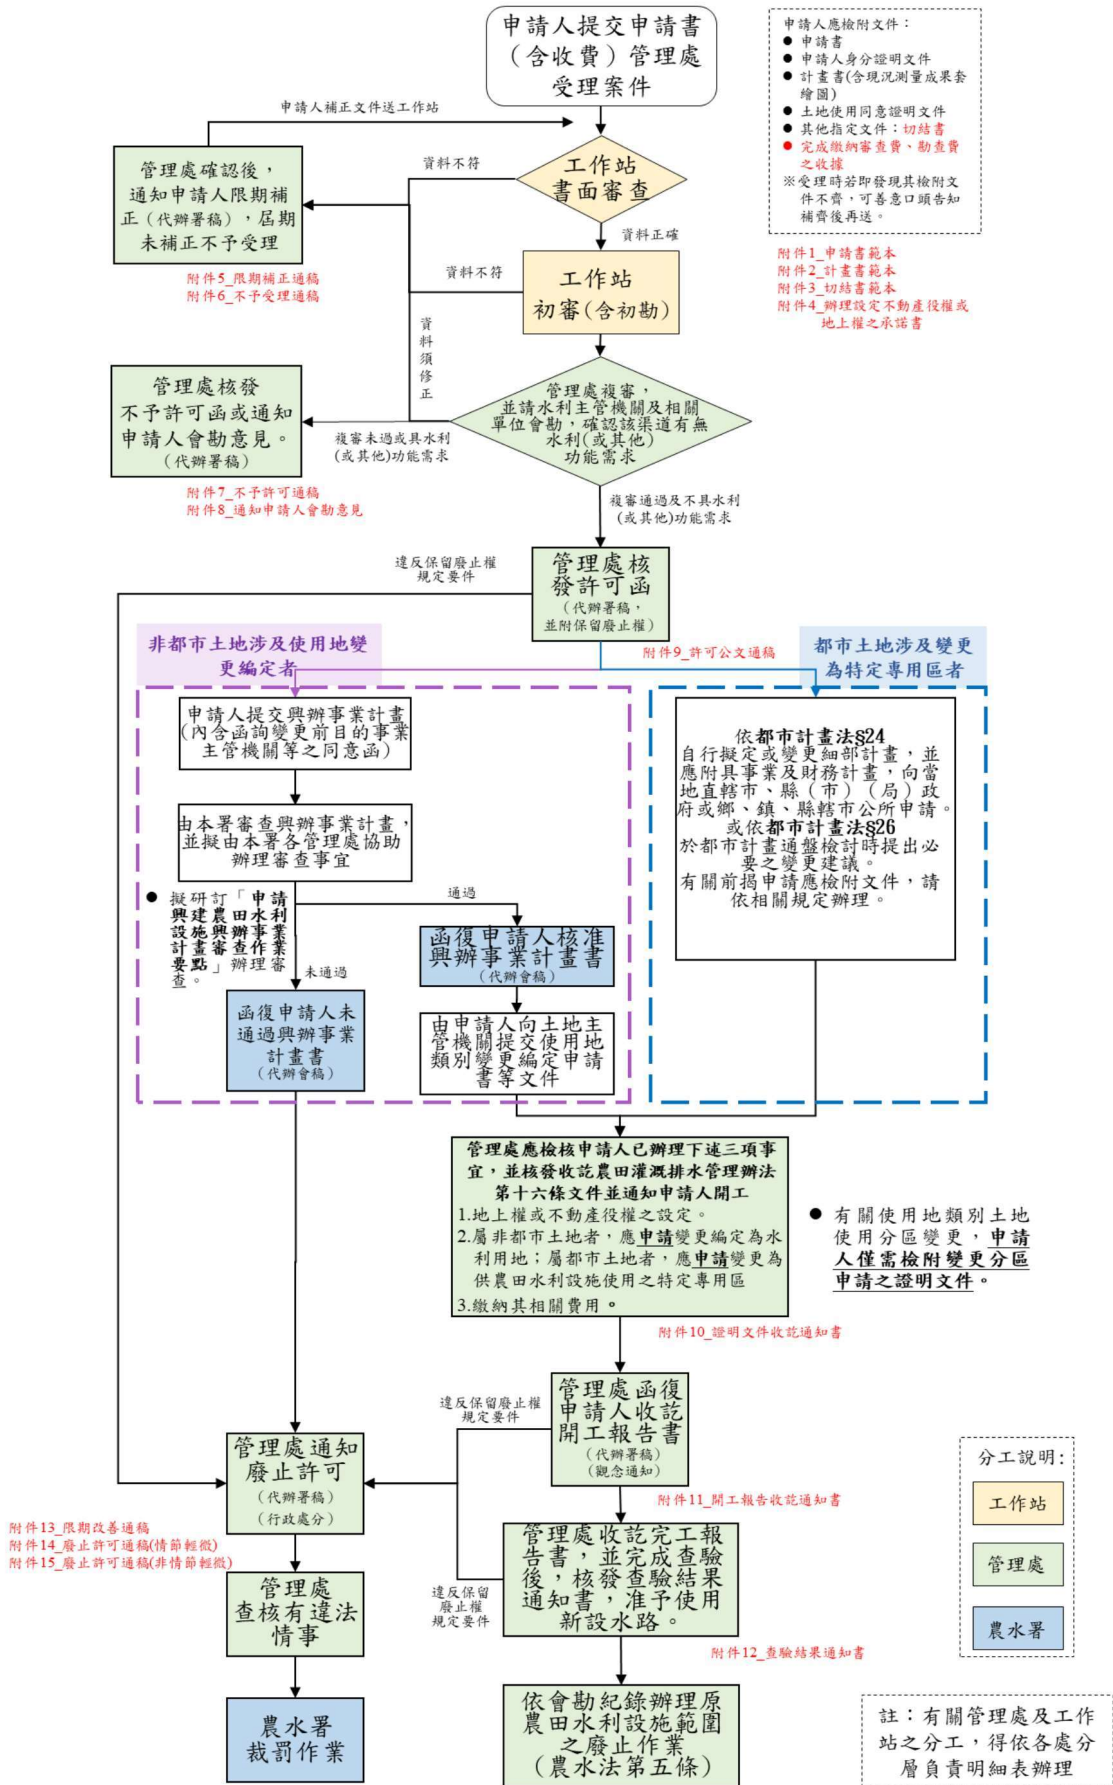 申請人提交申請書
（含收費）管理處
受理案件
申請人應檢附文件：
● 申請書
● 申請人身分證明文件
● 計畫書(含現況測量成果套
繪圖)
● 土地使用同意證明文件
● 其他指定文件：切結書
● 完成繳納審查費、勘查費
之收據
※受理時若即發現其檢附文
件不齊，可善意口頭告知
補齊後再送。
附件1_申請書範本
附件2_計畫書範本
附件3_切結書範本
附件4_辦理設定不動產役權或
地上權之承諾書
申請人補正文件送工作站
管理處確認後，
通知申請人限期補
正（代辦署稿），屆期
未補正不予受理
附件5_限期補正通稿
附件6_不予受理通稿
資料不符
工作站
書面審查
資料正確
資料不符
工作站
初審(含初勘)
資料須修正
管理處核發
不予許可函或通知
申請人會勘意見。
（代辦署稿）
附件7_不予許可通稿
附件8_通知申請人會勘意見
複審未過或具水利
(或其他)功能需求
管理處複審，
並請水利主管機關及相關
單位會勘，確認該渠道有無
水利(或其他)
功能需求
複審通過及不具水利
(或其他)功能需求
違反保留廢止權
規定要件
管理處核
發許可函
（代辦署稿，
並附保留廢止權）
附件9_許可公文通稿
非都市土地涉及使用地變
更編定者
都市土地涉及變更
為特定專用區者
申請人提交興辦事業計畫
(內含函詢變更前目的事業
主管機關等之同意函)
由本署審查興辦事業計畫，
並擬由本署各管理處協助
辦理審查事宜
● 擬研訂「申請
興建農田水利
設施興辦事業
計畫審查作業
要點」辦理審
查。
通過
未通過
函復申請人核准
興辦事業計畫書
（代辦會稿）
函復申請人未
通過興辦事業
計畫書
（代辦會稿）
由申請人向土地主
管機關提交使用地
類別變更編定申請
書等文件
依都市計畫法§24
自行擬定或變更細部計畫，並
應附具事業及財務計畫，向當
地直轄市、縣（市）（局）政
府或鄉、鎮、縣轄市公所申請。
或依都市計畫法§26
於都市計畫通盤檢討時提出必
要之變更建議。
有關前揭申請應檢附文件，請
依相關規定辦理。
管理處應檢核申請人已辦理下述三項事
宜，並核發收訖農田灌溉排水管理辦法
第十六條文件並通知申請人開工
1.地上權或不動產役權之設定。
2.屬非都市土地者，應申請變更編定為水
利用地；屬都市土地者，應申請變更為
供農田水利設施使用之特定專用區
3.繳納其相關費用。
● 有關使用地類別土地
使用分區變更，申請
人僅需檢附變更分區
申請之證明文件。
附件10_證明文件收訖通知書
違反保留廢止權
規定要件
管理處函復
申請人收訖
開工報告書
（代辦署稿）
（觀念通知）
附件11_開工報告收訖通知書
管理處通知
廢止許可
（代辦署稿）
（行政處分）
附件13_限期改善通稿
附件14_廢止許可通稿(情節輕微)
附件15_廢止許可通稿(非情節輕微)
違反保留
廢止權
規定要件
管理處收訖完工報
告書，並完成查驗
後，核發查驗結果
通知書，准予使用
新設水路。
附件12_查驗結果通知書
管理處
查核有違法
情事
農水署
裁罰作業
依會勘紀錄辦理原
農田水利設施範圍
之廢止作業
（農水法第五條）
分工說明:
工作站
管理處
農水署
註：有關管理處及工作
站之分工，得依各處分
層負責明細表辦理